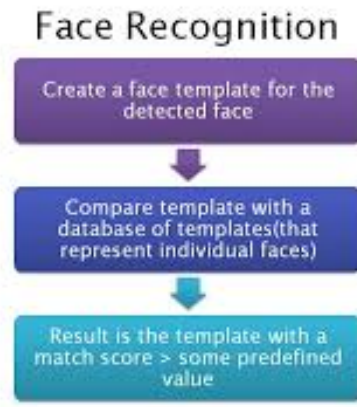 Face Recognition
Create a face template for the
detected face
Compare template with a
database of templates(that
represent individual faces)
Result is the template with a
match score > some predefined
value